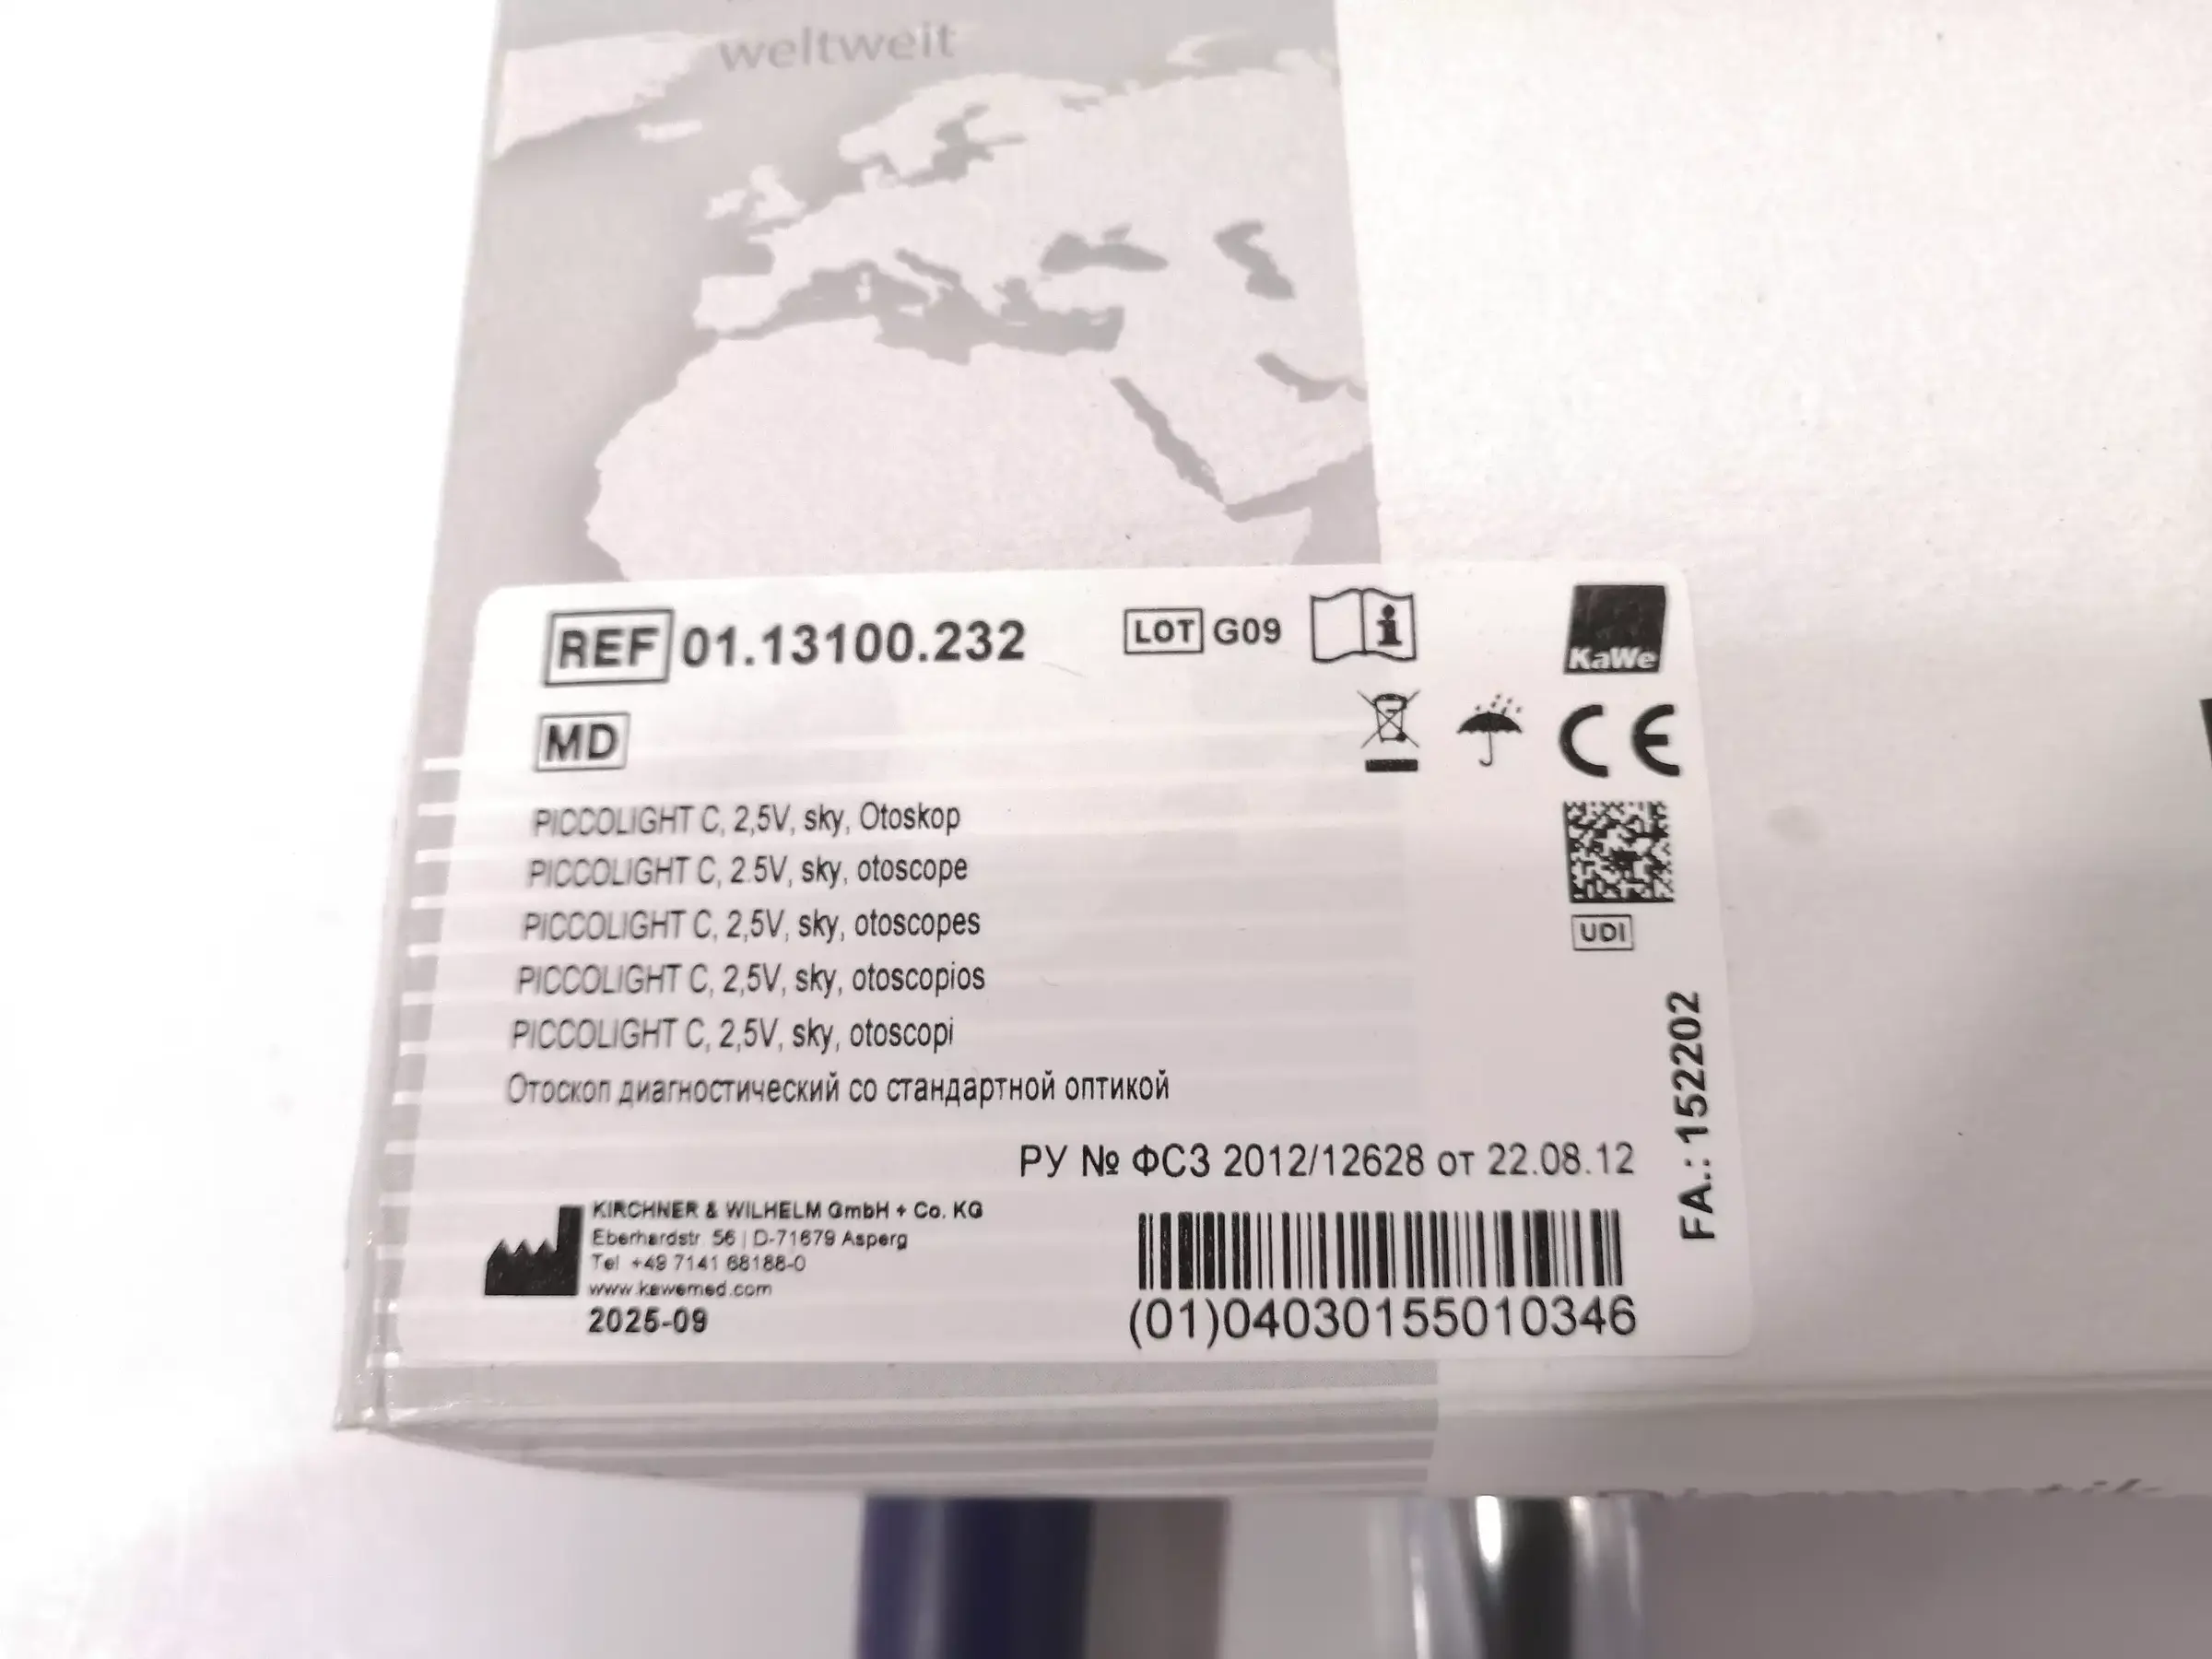 weltweit
REF 01.13100.232
LOT G09
KaWe
MD
CE
PICCOLIGHT C, 2,5V, sky, Otoskop
PICCOLIGHT C, 2.5V, sky, otoscope
PICCOLIGHT C, 2,5V, sky, otoscopes
PICCOLIGHT C, 2,5V, sky, otoscopios
PICCOLIGHT C, 2,5V, sky, otoscopi
Отоскоп диагностический со стандартной оптикой
UDI
FA.: 152202
РУ № ФСЗ 2012/12628 от 22.08.12
KIRCHNER & WILHELM GmbH + Co. KG
Eberhardstr. 56 | D-71679 Asperg
Tel +49 7141 68188-0
www.kawemed.com
2025-09
(01)04030155010346